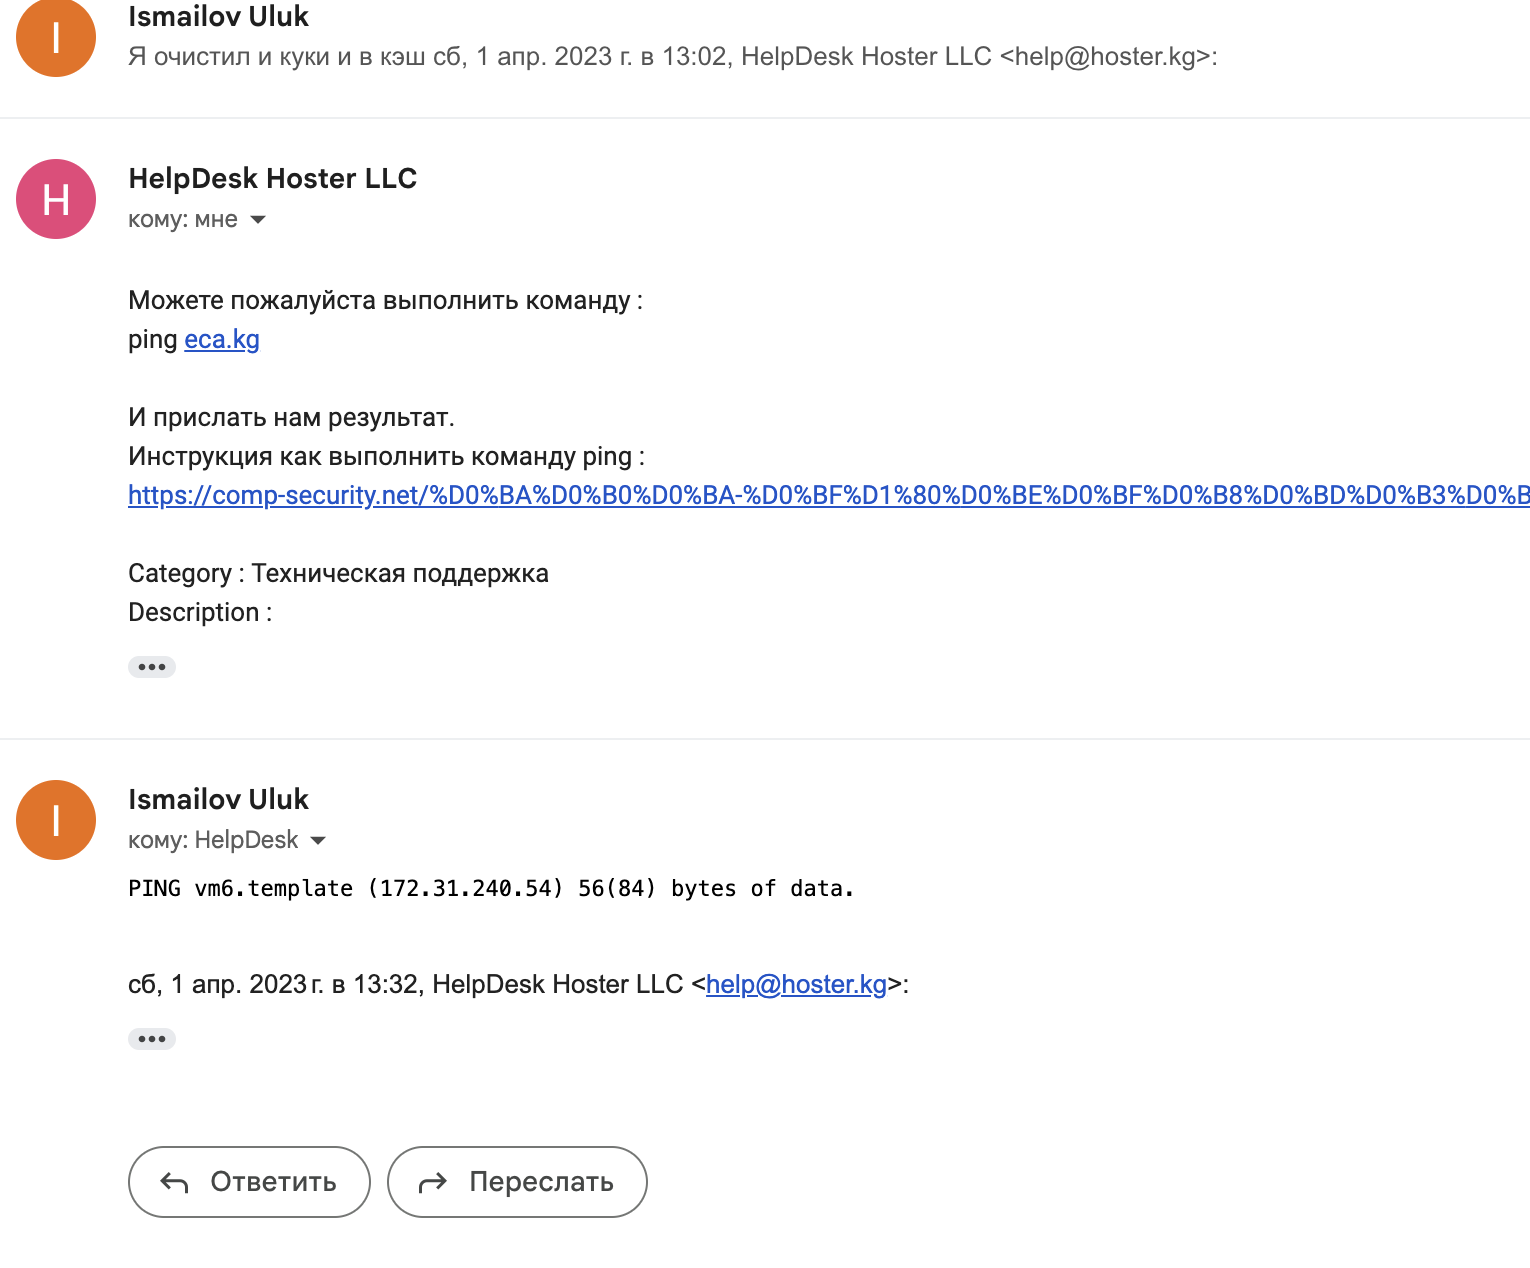 I
Ismailov Uluk
Я очистил и куки и в кэш сб, 1 апр. 2023 г. в 13:02, HelpDesk Hoster LLC <help@hoster.kg>:
H
HelpDesk Hoster LLC
кому: мне
Можете пожалуйста выполнить команду :
ping eca.kg
И прислать нам результат.
Инструкция как выполнить команду ping :
https://comp-security.net/%D0%BA%D0%B0%D0%BA-%D0%BF%D1%80%D0%BE%D0%BF%D0%B8%D0%BD%D0%B3%D0%B
Category : Техническая поддержка
Description :
I
Ismailov Uluk
кому: HelpDesk
PING vm6.template (172.31.240.54) 56(84) bytes of data.
сб, 1 апр. 2023 г. в 13:32, HelpDesk Hoster LLC <help@hoster.kg>:
Ответить
Переслать